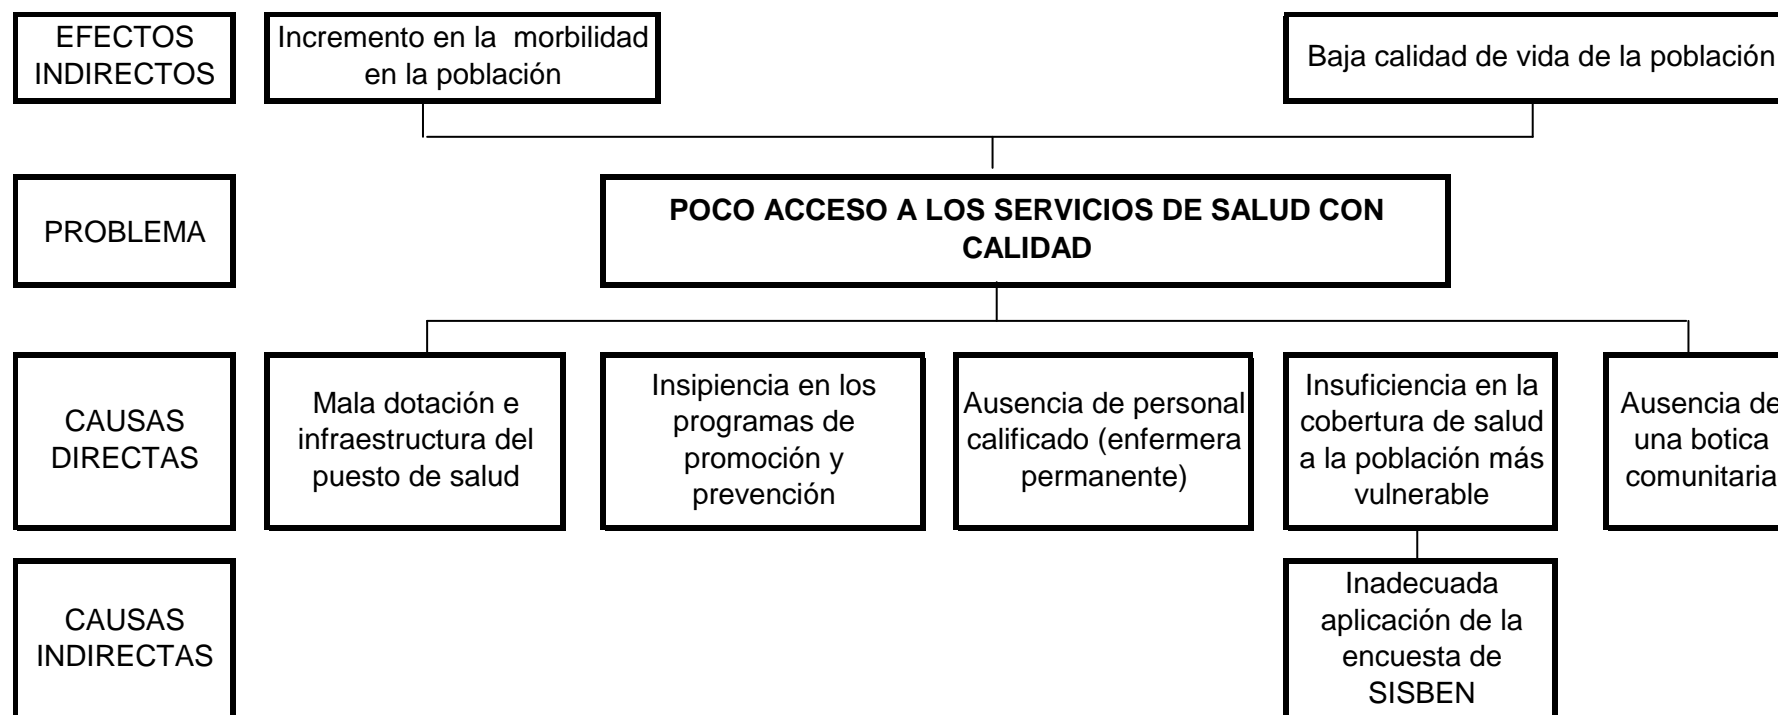 EFECTOS
INDIRECTOS
Incremento en la morbilidad
en la población
Baja calidad de vida de la población
PROBLEMA
POCO ACCESO A LOS SERVICIOS DE SALUD CON
CALIDAD
CAUSAS
DIRECTAS
Mala dotación e
infraestructura del
puesto de salud
Insipiencia en los
programas de
promoción y
prevención
Ausencia de personal
calificado (enfermera
permanente)
Insuficiencia en la
cobertura de salud
a la población más
vulnerable
Ausencia de
una botica
comunitaria
CAUSAS
INDIRECTAS
Inadecuada
aplicación de la
encuesta de
SISBEN